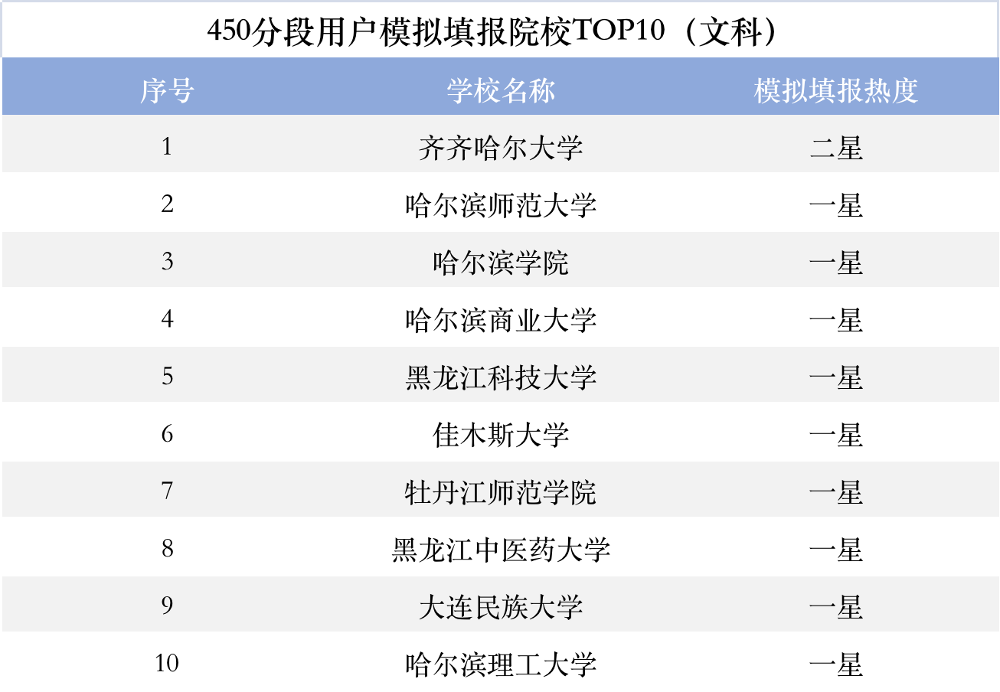 450分段用户模拟填报院校TOP10（文科）
序号 学校名称 模拟填报热度
1 齐齐哈尔大学 二星
2 哈尔滨师范大学 一星
3 哈尔滨学院 一星
4 哈尔滨商业大学 一星
5 黑龙江科技大学 一星
6 佳木斯大学 一星
7 牡丹江师范学院 一星
8 黑龙江中医药大学 一星
9 大连民族大学 一星
10 哈尔滨理工大学 一星